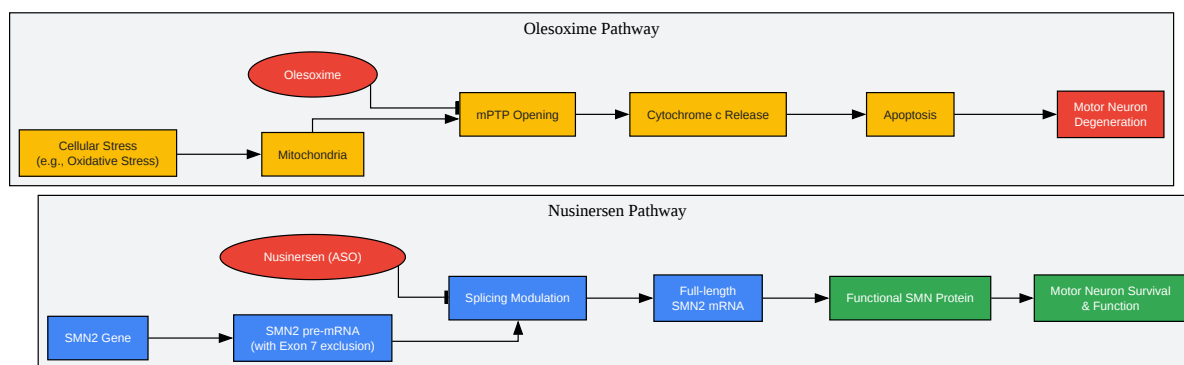 Olesoxime Pathway
Olesoxime
mPTP Opening
Cytochrome c Release
Apoptosis
Motor Neuron
Degeneration
Cellular Stress
(e.g., Oxidative Stress)
Mitochondria
Nusinersen Pathway
Nusinersen (ASO)
Splicing Modulation
Full-length
SMN2 mRNA
Functional SMN Protein
Motor Neuron Survival
& Function
SMN2 Gene
SMN2 pre-mRNA
(with Exon 7 exclusion)